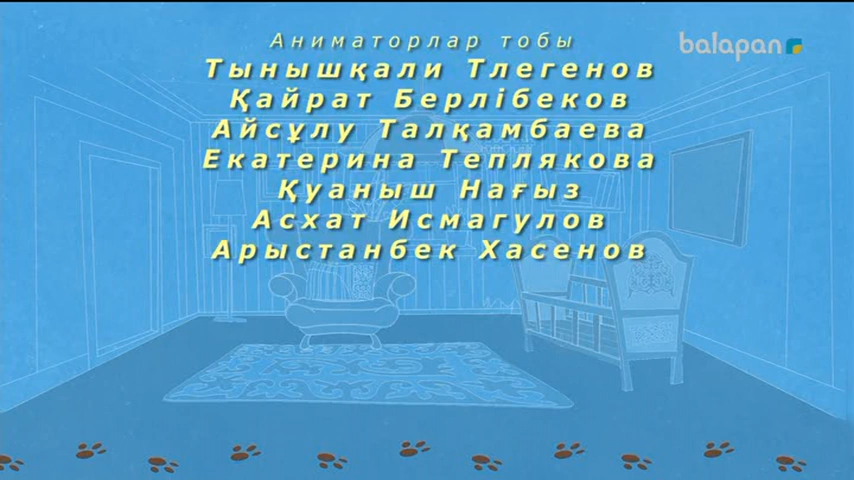 Аниматорлар тобы
balapan
Тынышқали Тлегенов
Қайрат Берлібеков
Айсұлу Талқамбаева
Екатерина Теплякова
Қуаныш Нағыз
Асхат Исмагулов
Арыстанбек Хасенов